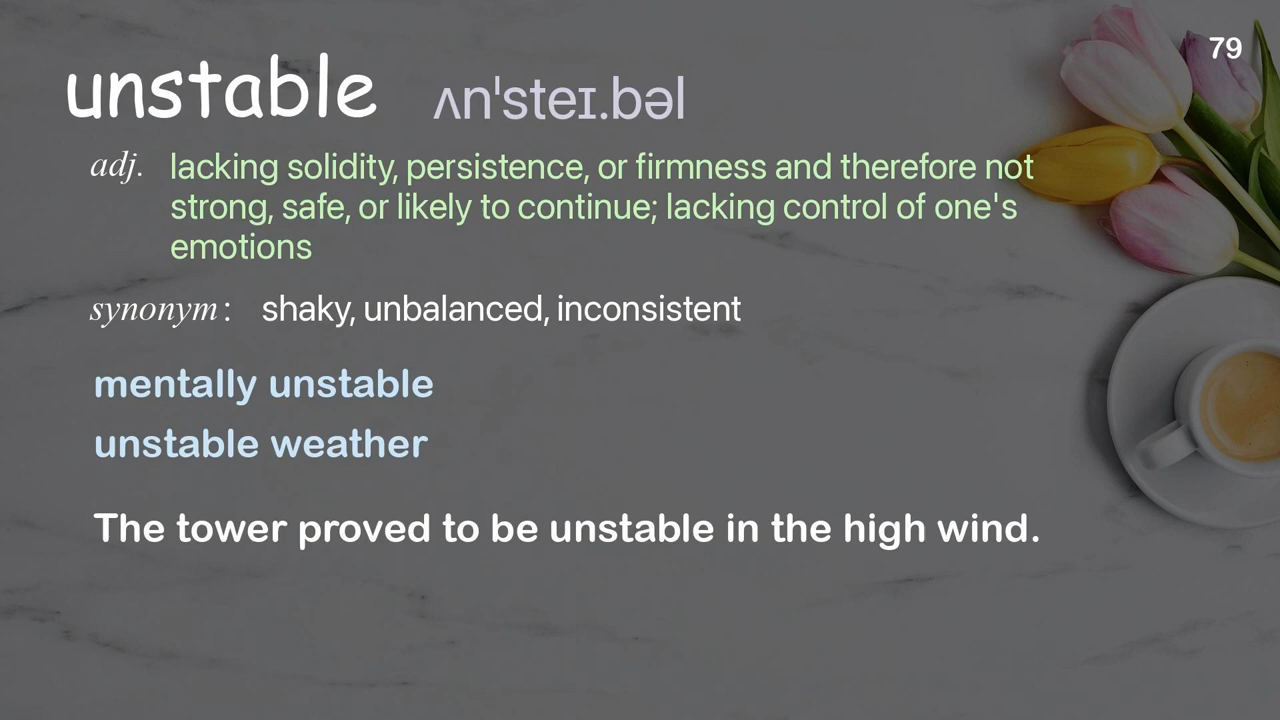 79
unstable ʌn'steɪ.bəl
adj. lacking solidity, persistence, or firmness and therefore not
strong, safe, or likely to continue; lacking control of one's
emotions
synonym: shaky, unbalanced, inconsistent
mentally unstable
unstable weather
The tower proved to be unstable in the high wind.